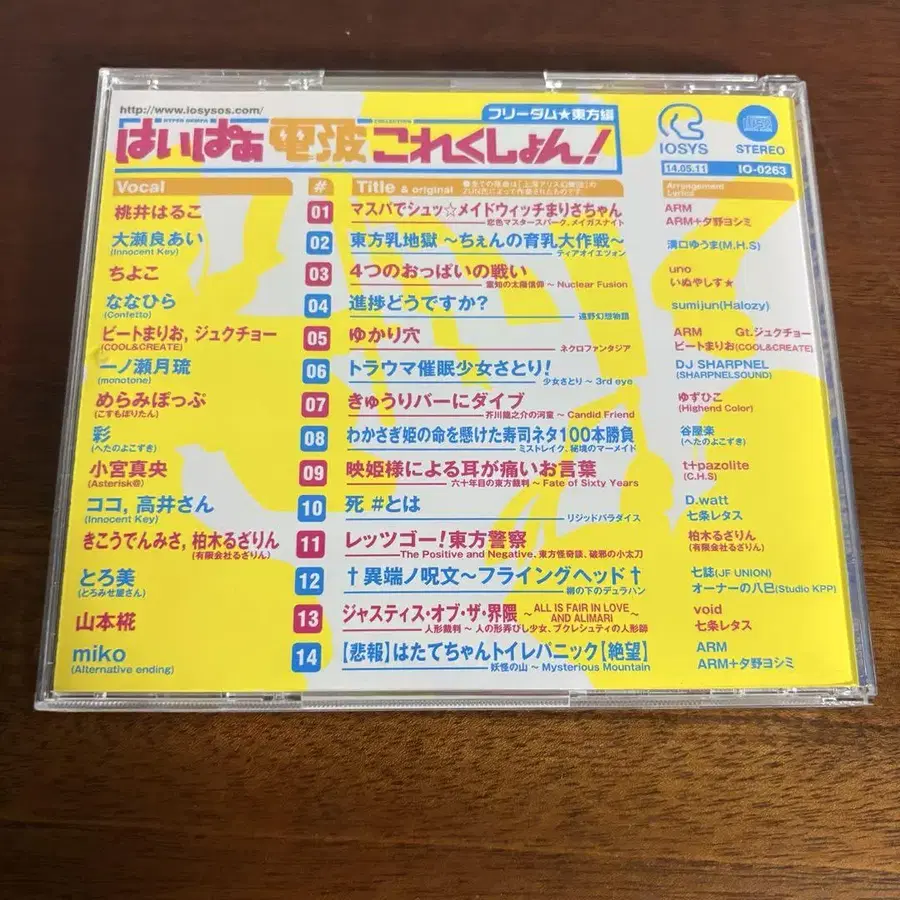 http://www.iosysos.com/
フリーダム★東方編
HYPER DENPA COLLECTION
はいぱぁ電波これくしょん!
IOSYS
STEREO
14.05.11 IO-0263
Vocal # Title & original Arrangement
Lyrics
桃井はるこ 01 マスパでシュッ☆メイドウィッチまりさちゃん ARM
恋色マスタースパーク、メイガスナイト ARM+夕野ヨシミ
大瀬良あい 02 東方乳地獄 ~ちぇんの育乳大作戦~ 溝口ゆうま(M.H.S)
(Innocent Key) ティアオイエツォン
ちよこ 03 4つのおっぱいの戦い uno
霊知の太陽信仰 ~ Nuclear Fusion いぬやしす★
ななひら 04 進捗どうですか? sumijun(Halozy)
(Confetto) 遠野幻想物語
ビートまりお, ジュクチョー 05 ゆかり穴 ARM Gt.ジュクチョー
(COOL&CREATE) ネクロファンタジア ビートまりお(COOL&CREATE)
一ノ瀬月琉 06 トラウマ催眠少女さとり! DJ SHARPNEL
(monotone) 少女さとり ~ 3rd eye (SHARPNELSOUND)
めらみぽっぷ 07 きゅうりバーにダイブ ゆずひこ
(こすもぽりたん) 芥川龍之介の河童 ~ Candid Friend (Highend Color)
彩 08 わかさぎ姫の命を懸けた寿司ネタ100本勝負 谷屋楽
(へたのよこずき) ミストレイク、秘境のマーメイド (へたのよこずき)
小宮真央 09 映姫様による耳が痛いお言葉 t+pazolite
(Asterisk@) 六十年目の東方裁判 ~ Fate of Sixty Years (C.H.S)
ココ, 高井さん 10 死 #とは D.watt
(Innocent Key) リジッドパラダイス 七条レタス
きこうでんみさ, 柏木るざりん 11 レッツゴー!東方警察 柏木るざりん
(有限会社るざりん) The Positive and Negative、東方怪奇談、破邪の小太刀 (有限会社るざりん)
とろ美 12 †異端ノ呪文~フライングヘッド† 七誌(JF UNION)
(とろみせ屋さん) 柳の下のデュラハン オーナーの八巳(Studio KPP)
山本椛 13 ジャスティス・オブ・ザ・界隈 ~ALL IS FAIR IN LOVE AND ALIMARI~ void
人形裁判 ~ 人の形弄びし少女、ブクレシュティの人形師 七条レタス
miko 14 【悲報】はたてちゃんトイレパニック【絶望】 ARM
(Alternative ending) 妖怪の山 ~ Mysterious Mountain ARM+夕野ヨシミ